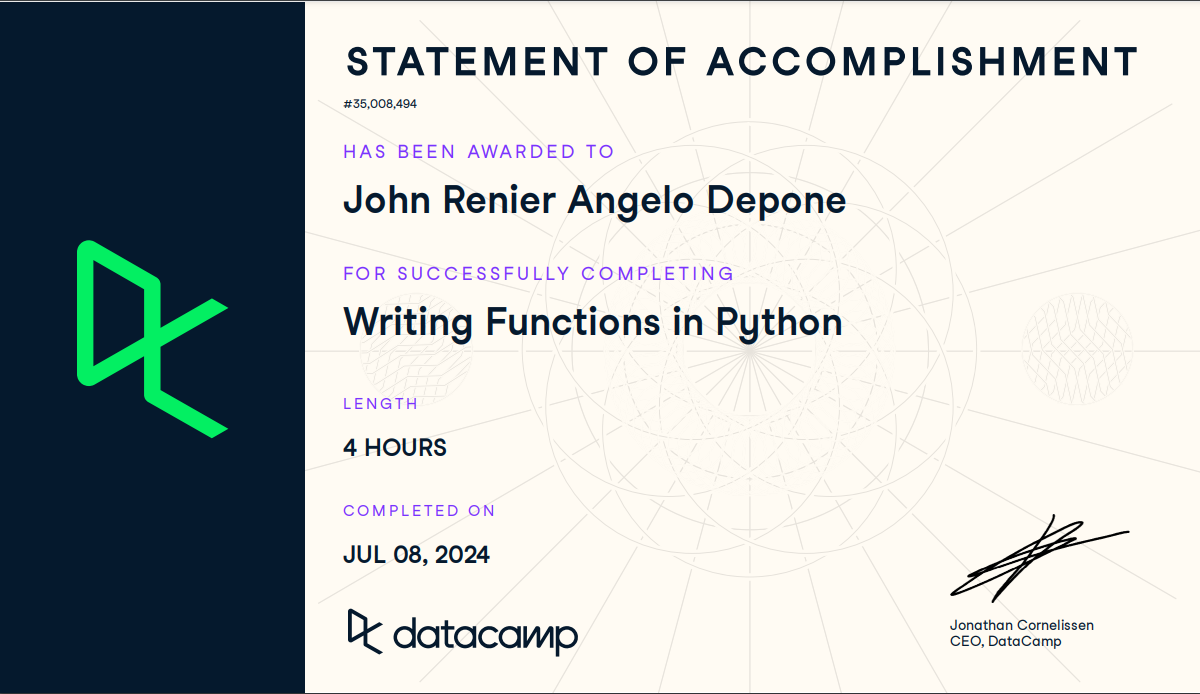 STATEMENT OF ACCOMPLISHMENT
#35,008,494
HAS BEEN AWARDED TO
John Renier Angelo Depone
FOR SUCCESSFULLY COMPLETING
Writing Functions in Python
LENGTH
4 HOURS
COMPLETED ON
JUL 08, 2024
datacamp
Jonathan Cornelissen
CEO, DataCamp